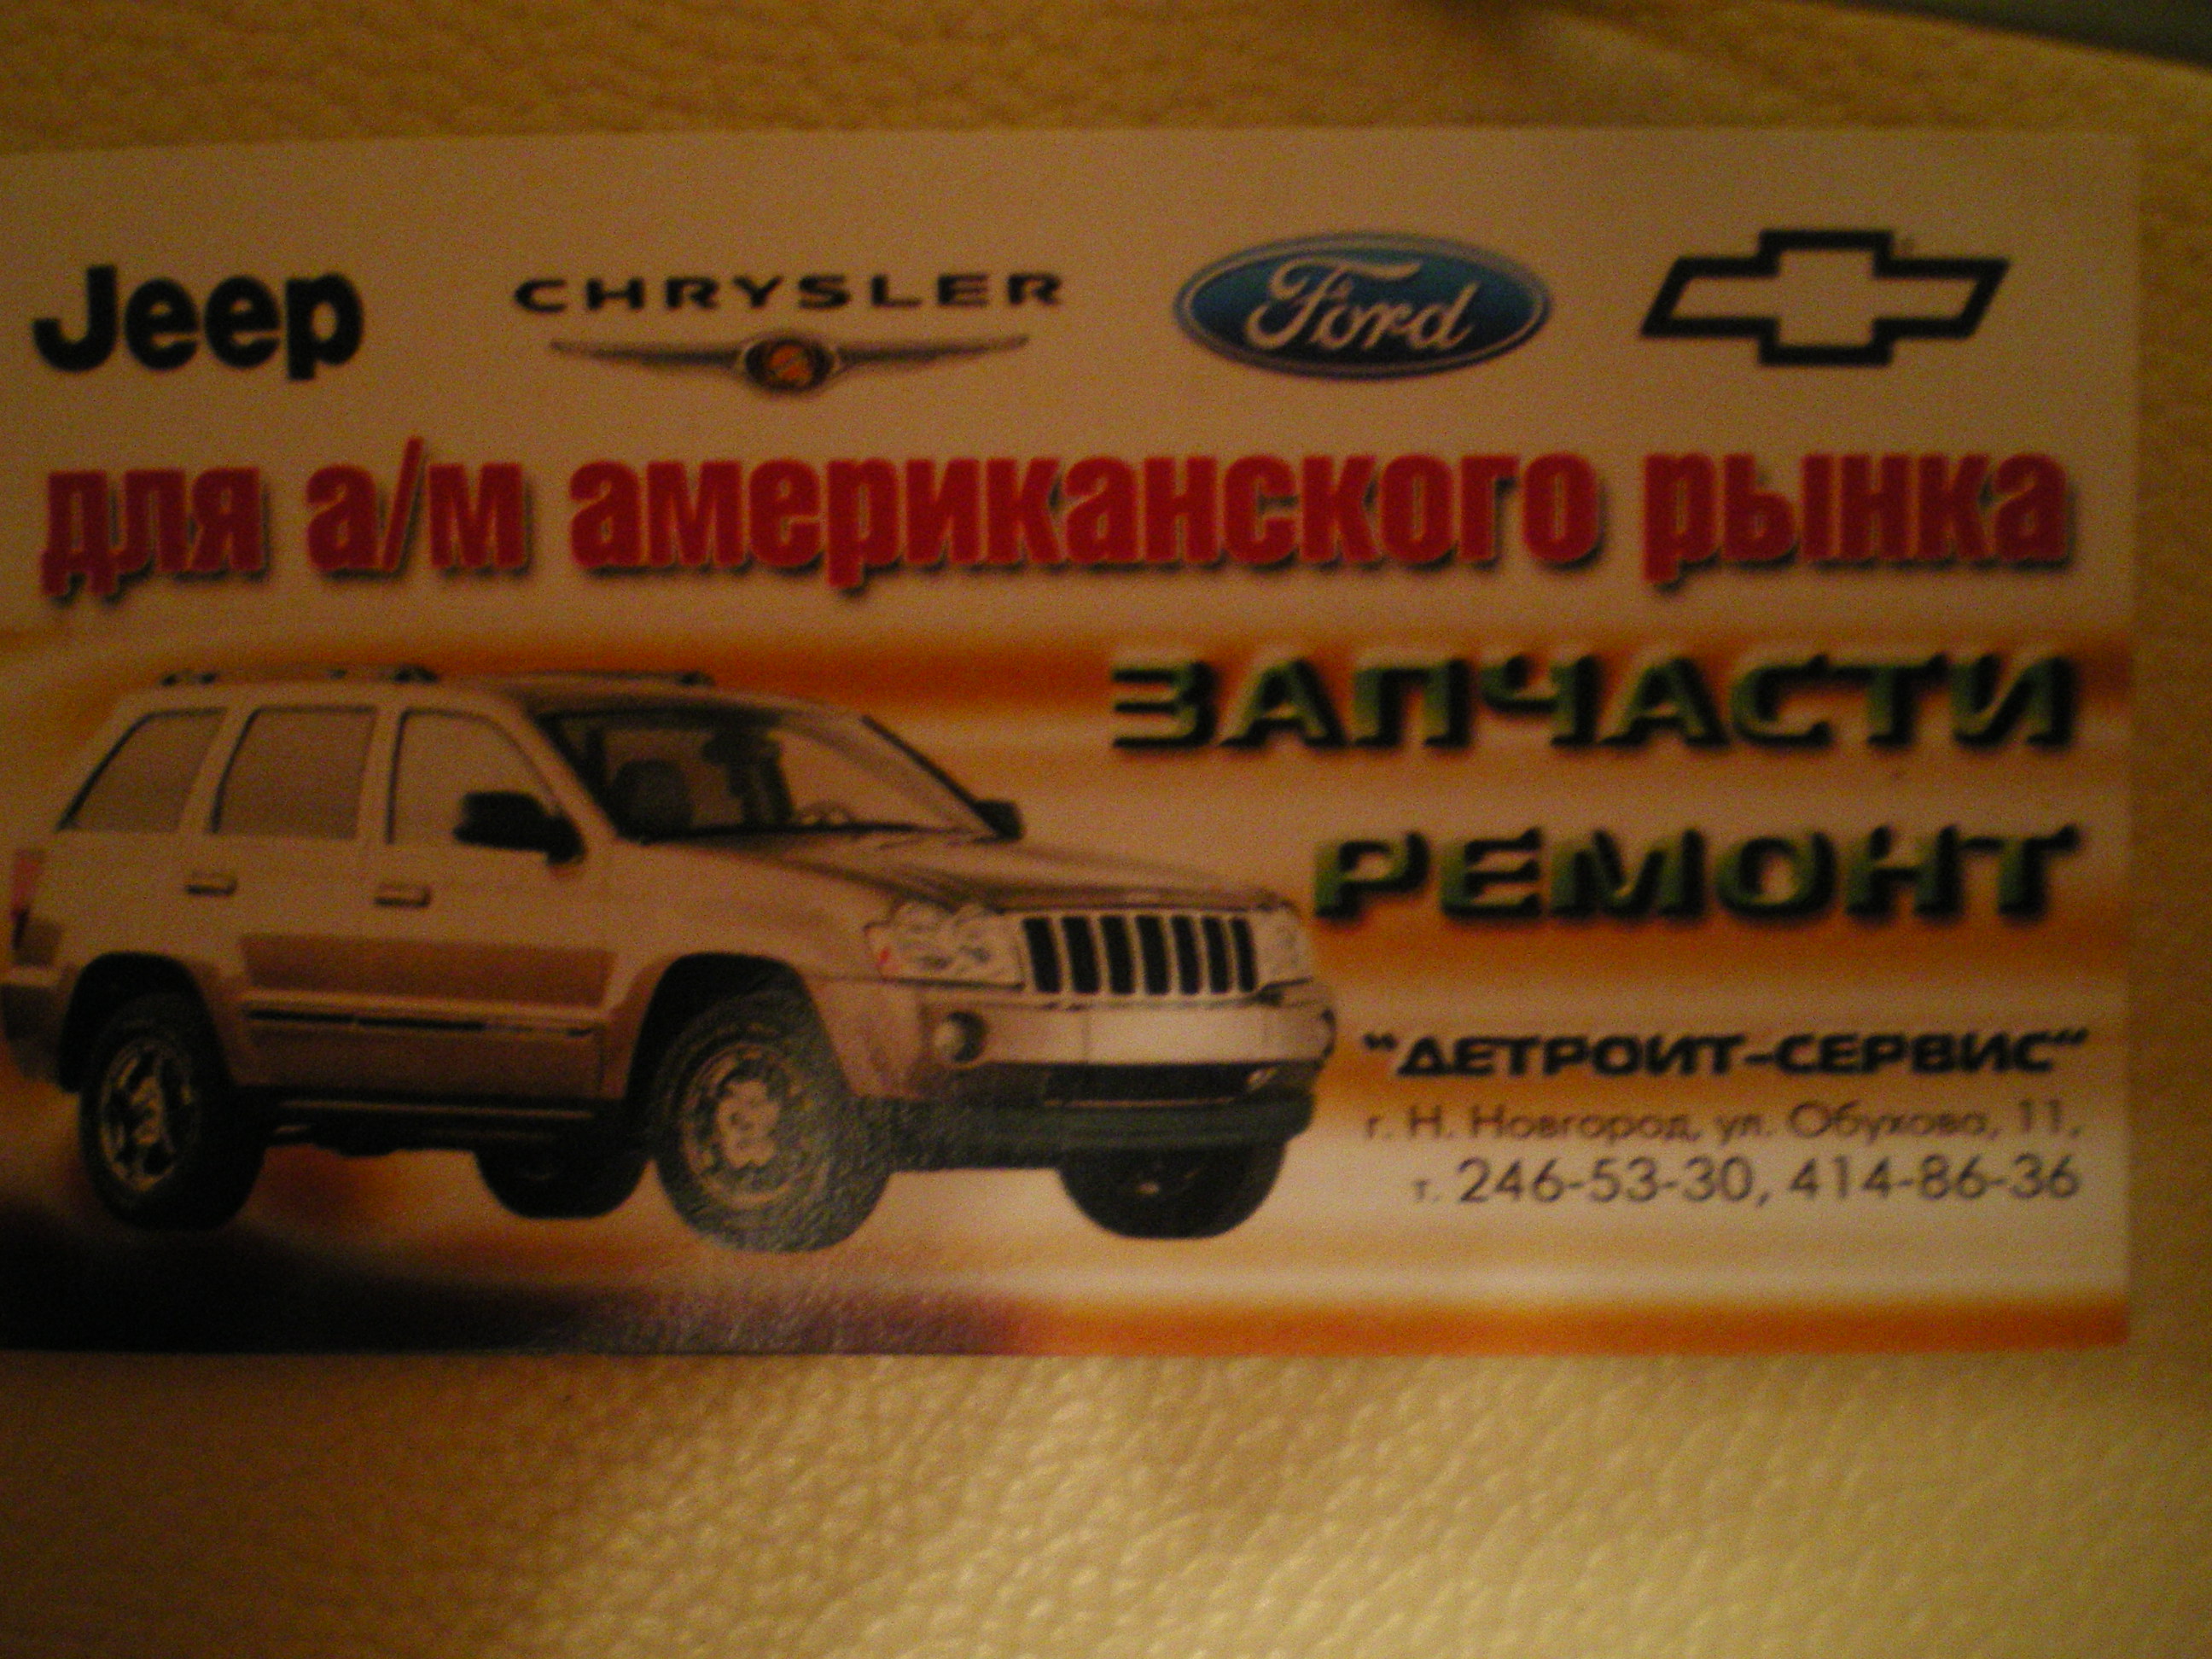 Jeep CHRYSLER Ford
для а/м американского рынка
ЗАПЧАСТИ
РЕМОНТ
"ДЕТРОИТ-СЕРВИС"
г. Н. Новгород, ул. Обухова, 11,
т. 246-53-30, 414-86-36